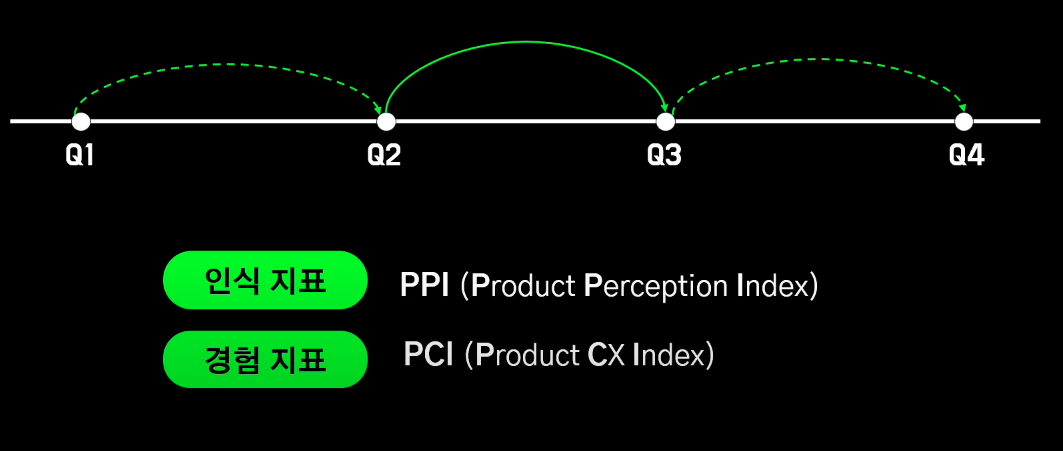 Q1 Q2 Q3 Q4
인식 지표 PPI (Product Perception Index)
경험 지표 PCI (Product CX Index)